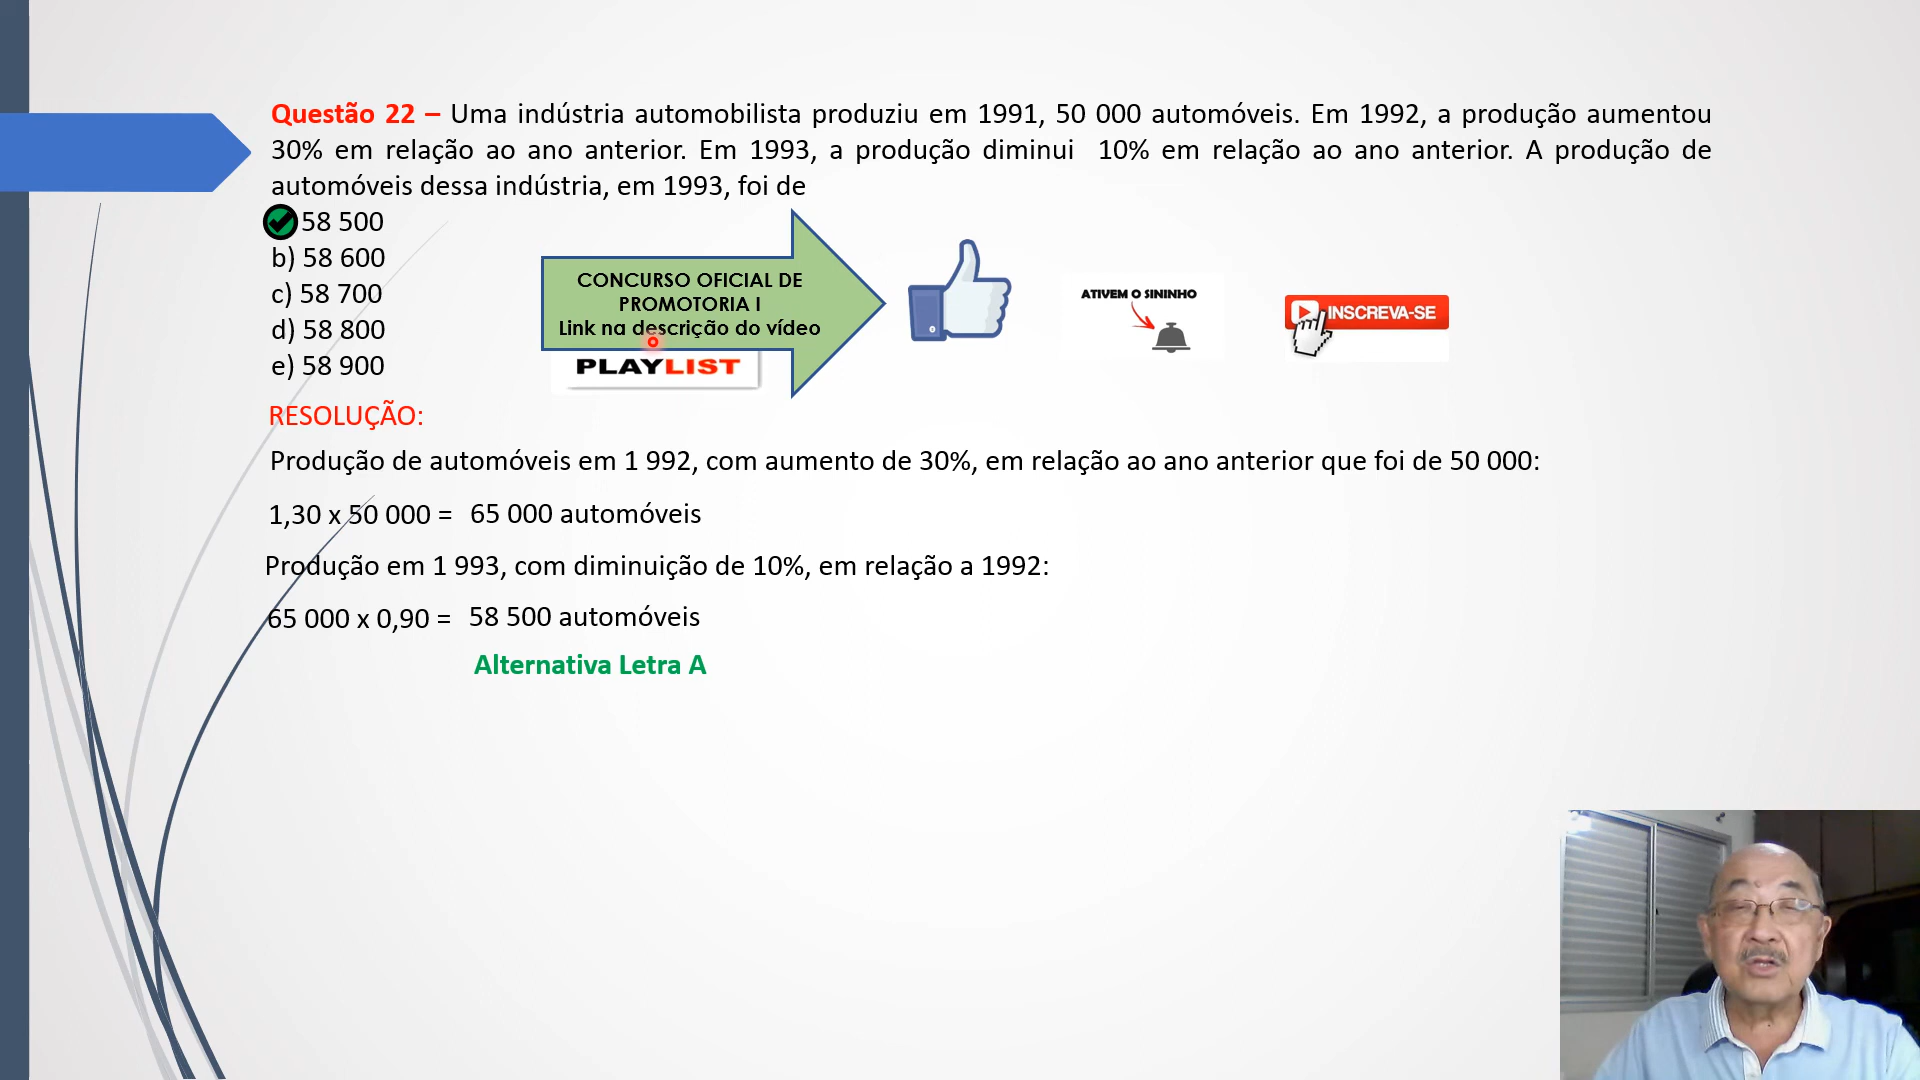 Questão 22 – Uma indústria automobilista produziu em 1991, 50 000 automóveis. Em 1992, a produção aumentou
30% em relação ao ano anterior. Em 1993, a produção diminui 10% em relação ao ano anterior. A produção de
automóveis dessa indústria, em 1993, foi de
58 500
b) 58 600
c) 58 700
d) 58 800
e) 58 900
CONCURSO OFICIAL DE
PROMOTORIA I
Link na descrição do vídeo
PLAYLIST
ATIVEM O SININHO
INSCREVA-SE
RESOLUÇÃO:
Produção de automóveis em 1 992, com aumento de 30%, em relação ao ano anterior que foi de 50 000:
1,30 x 50 000 = 65 000 automóveis
Produção em 1 993, com diminuição de 10%, em relação a 1992:
65 000 x 0,90 = 58 500 automóveis
Alternativa Letra A